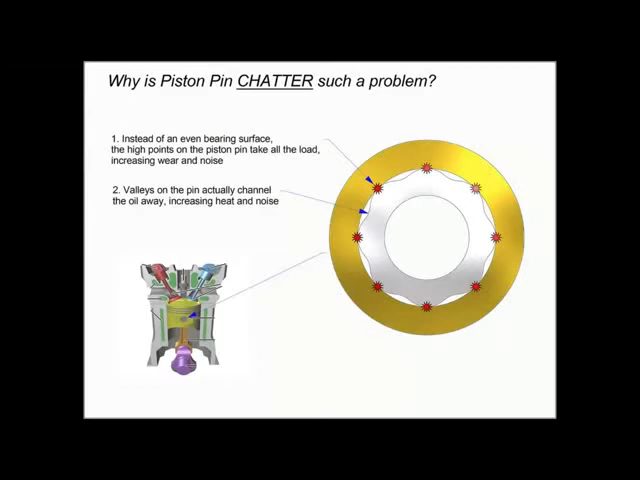 Why is Piston Pin CHATTER such a problem?
1. Instead of an even bearing surface,
the high points on the piston pin take all the load,
increasing wear and noise
2. Valleys on the pin actually channel
the oil away, increasing heat and noise